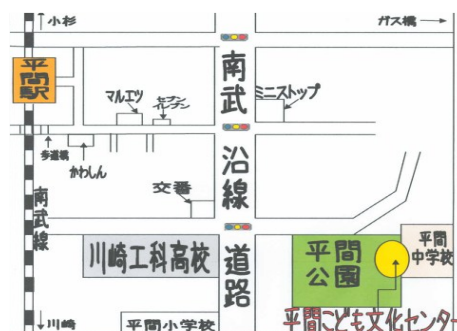 ↑小杉
ガス橋→
平間駅
南武沿線道路
マルエツ
セブン
イレブン
ミニストップ
歩道橋
かわしん
交番
南武線
川崎工科高校
平間公園
平間
中学校
↓川崎
平間小学校
平間こども文化センター